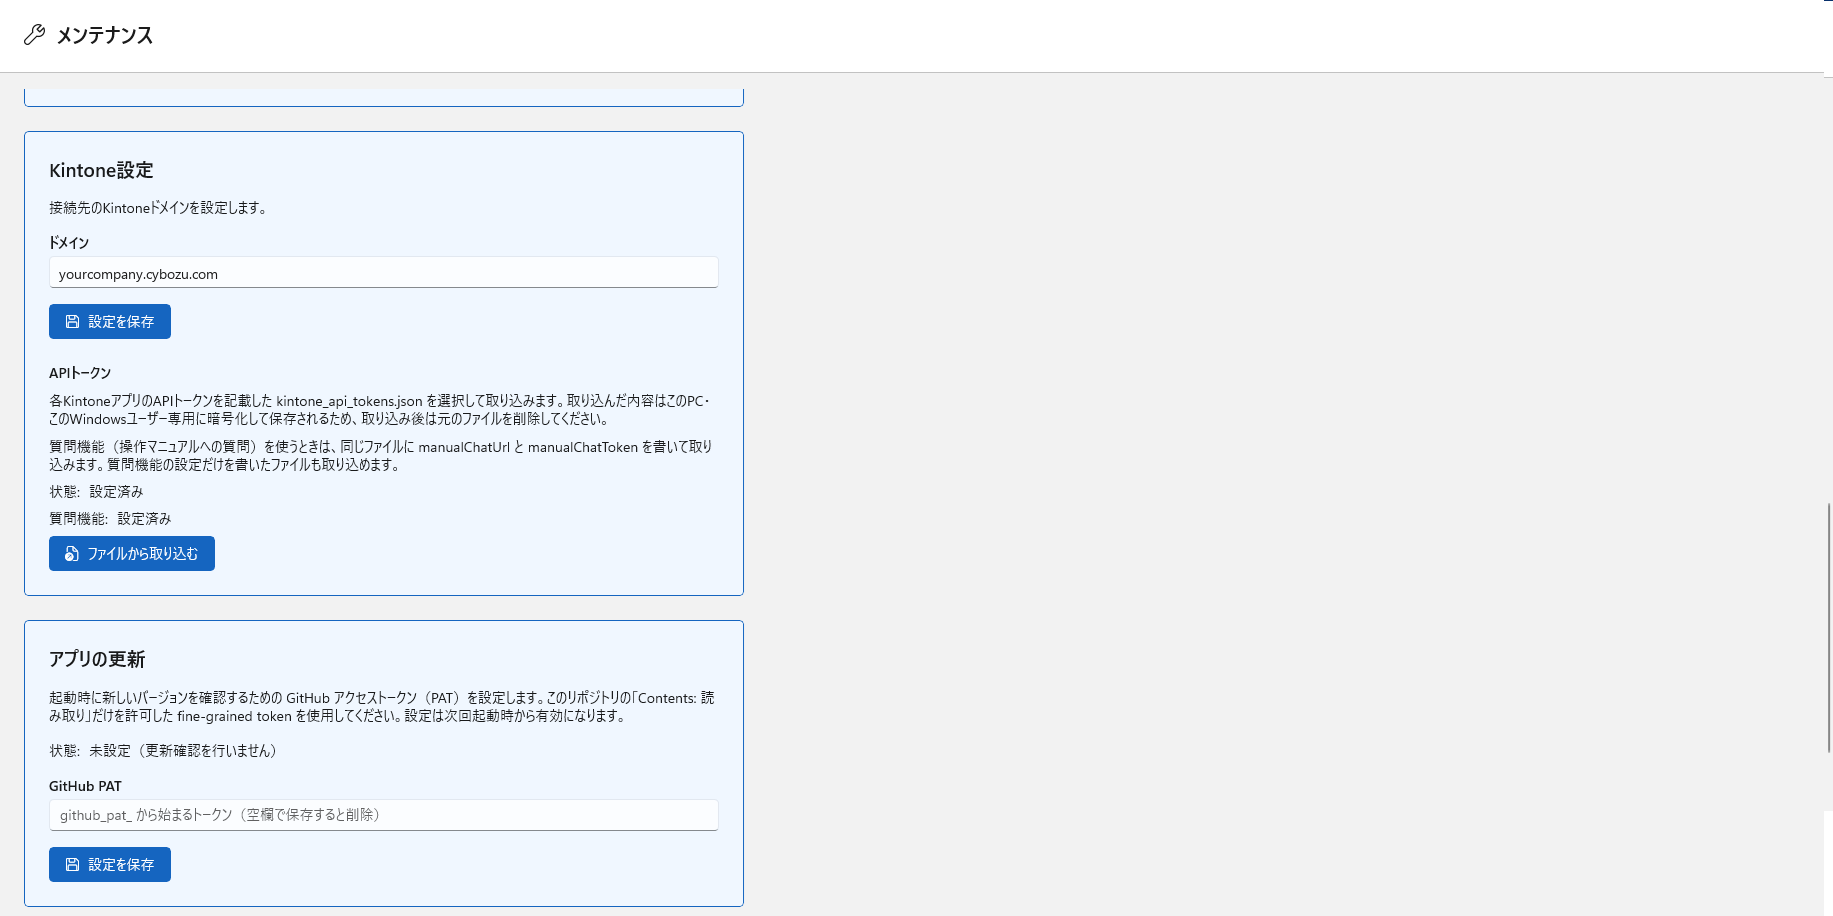 メンテナンス
Kintone設定
接続先のKintoneドメインを設定します。
ドメイン
yourcompany.cybozu.com
設定を保存
APIトークン
各KintoneアプリのAPIトークンを記載した kintone_api_tokens.json を選択して取り込みます。取り込んだ内容はこのPC・
このWindowsユーザー専用に暗号化して保存されるため、取り込み後は元のファイルを削除してください。
質問機能（操作マニュアルへの質問）を使うときは、同じファイルに manualChatUrl と manualChatToken を書いて取り
込みます。質問機能の設定だけを書いたファイルも取り込めます。
状態: 設定済み
質問機能: 設定済み
ファイルから取り込む
アプリの更新
起動時に新しいバージョンを確認するための GitHub アクセストークン（PAT）を設定します。このリポジトリの「Contents: 読
み取り」だけを許可した fine-grained token を使用してください。設定は次回起動時から有効になります。
状態: 未設定（更新確認を行いません）
GitHub PAT
github_pat_ から始まるトークン（空欄で保存すると削除）
設定を保存